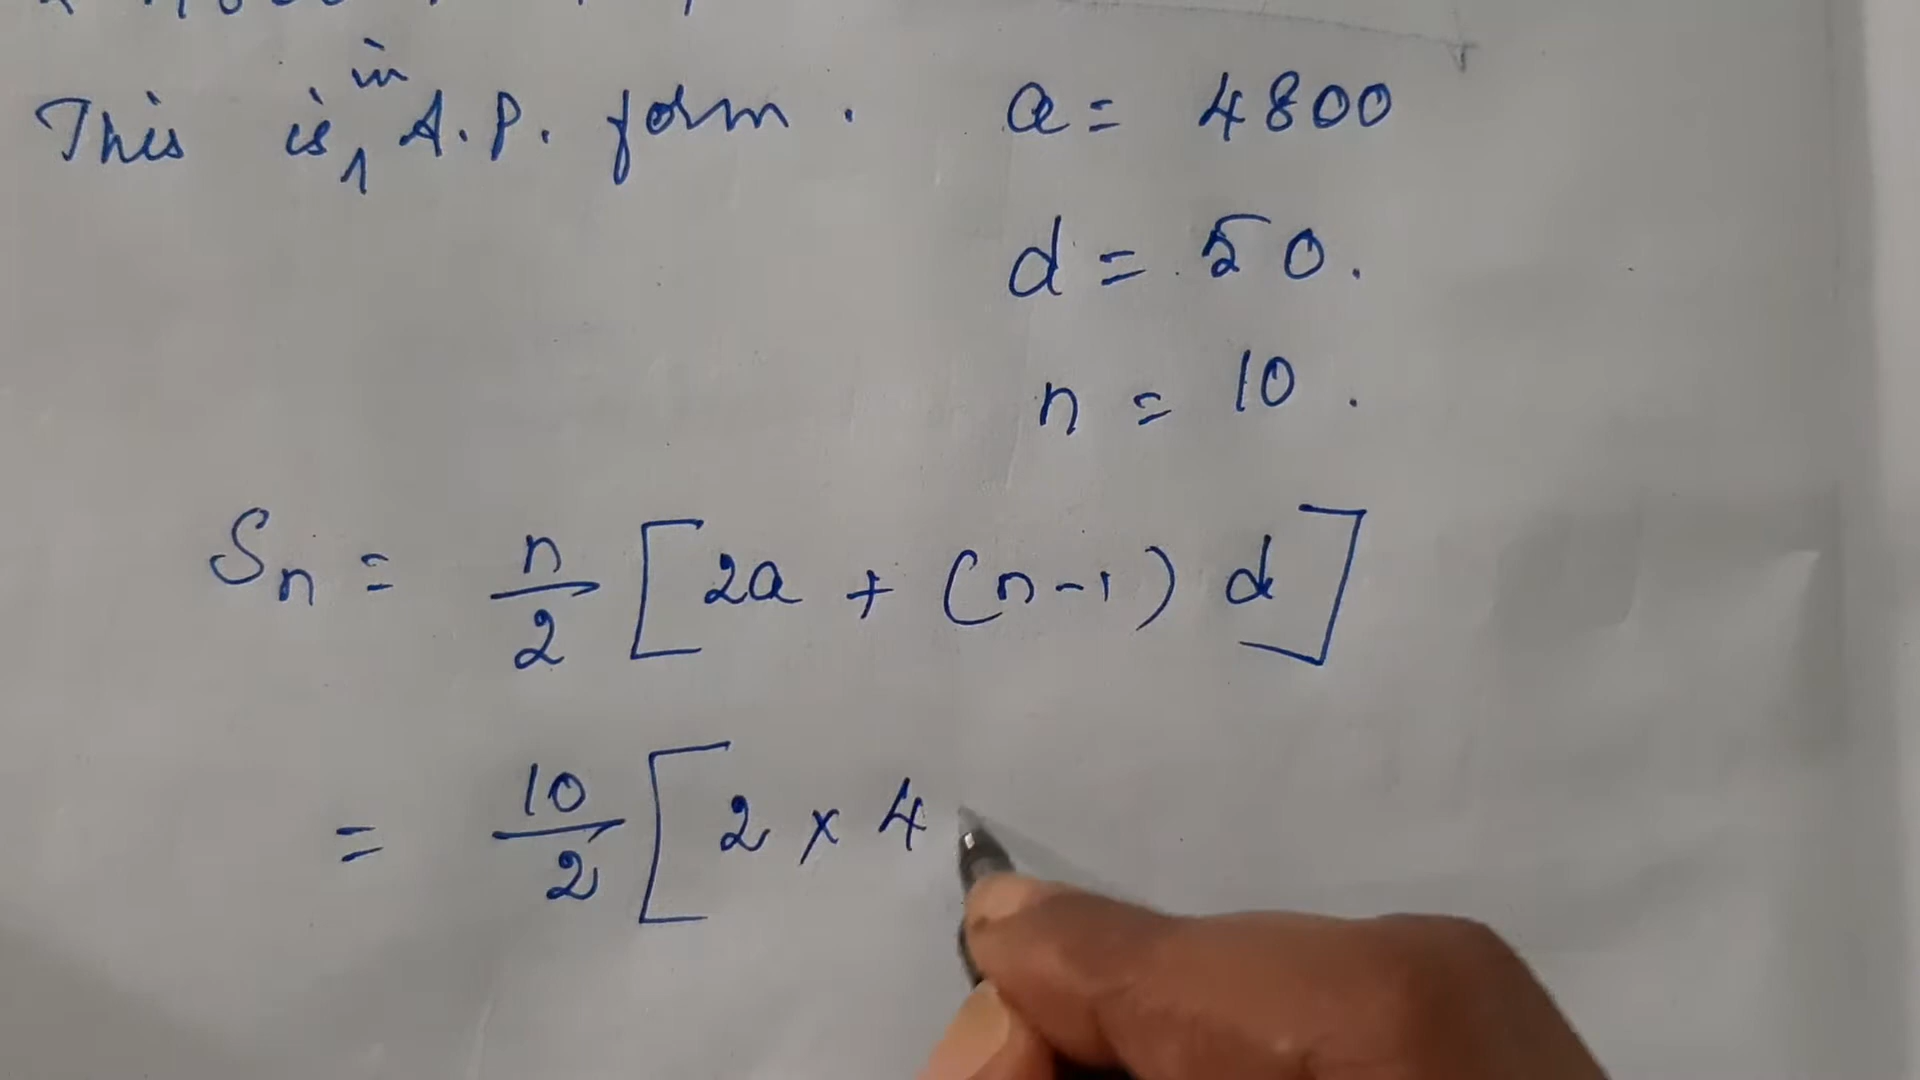 This is in A.P. form. a = 4800
d = 50.
n = 10.
Sn = n/2 [2a + (n-1) d]
= 10/2 [2 × 4